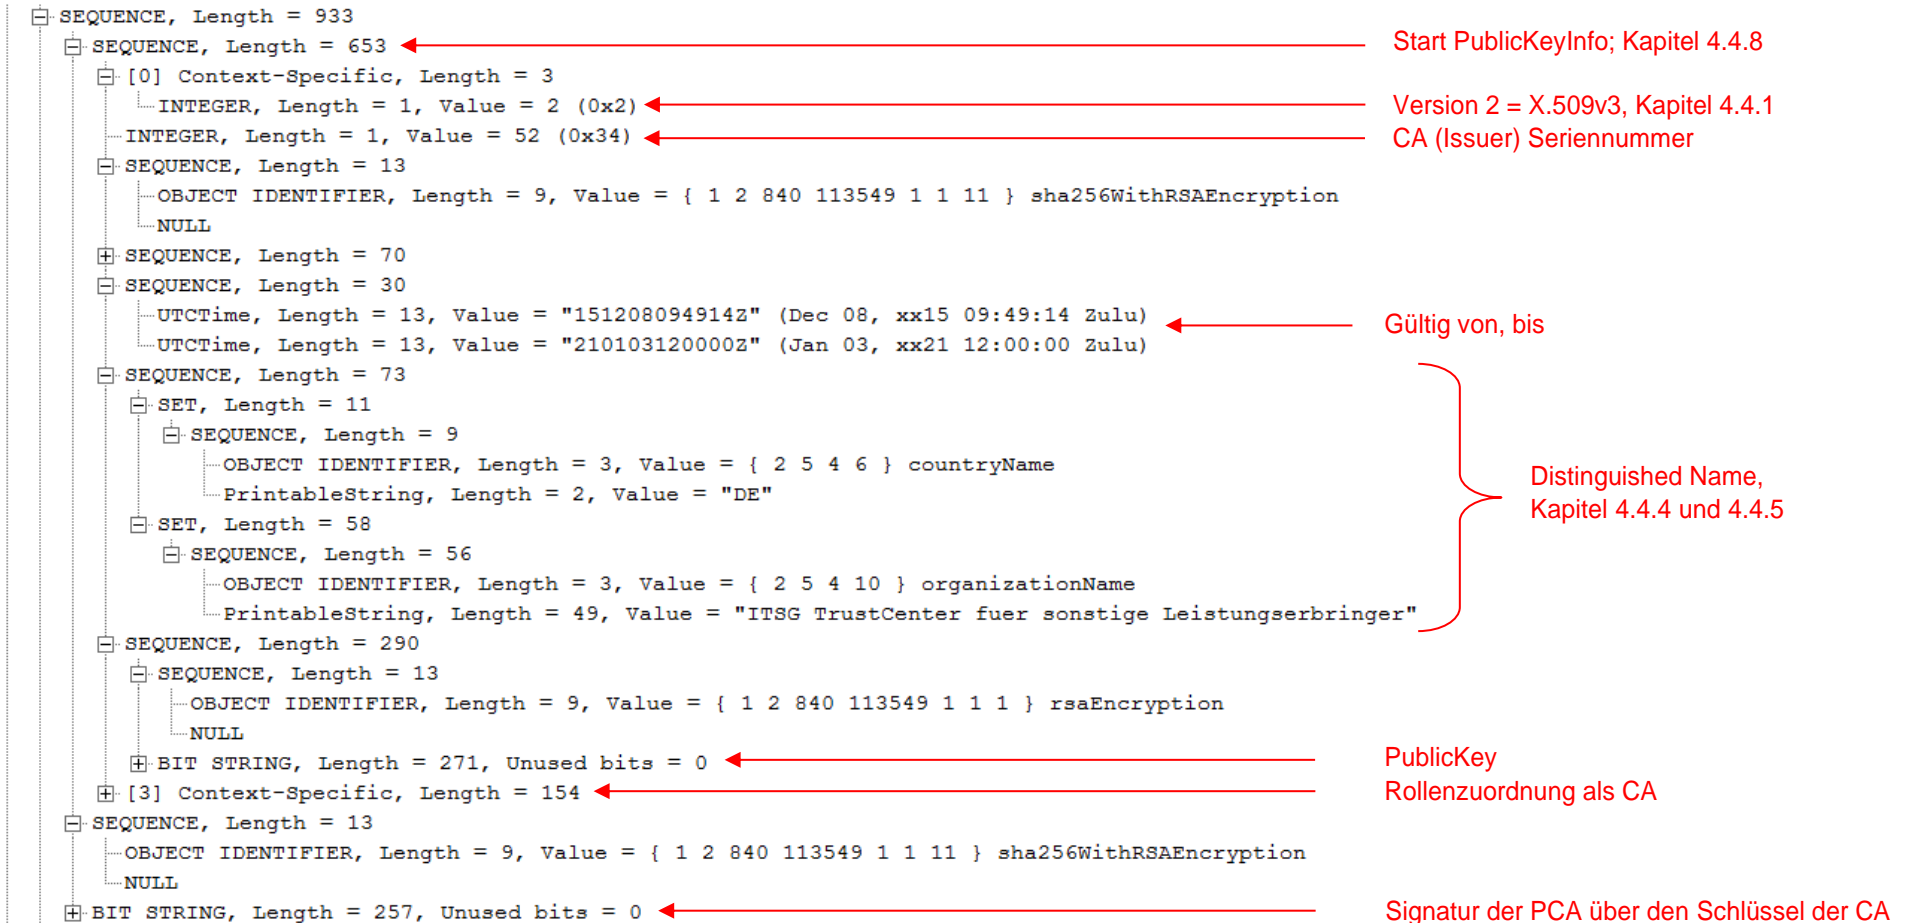 SEQUENCE, Length = 933
SEQUENCE, Length = 653 Start PublicKeyInfo; Kapitel 4.4.8
[0] Context-Specific, Length = 3
INTEGER, Length = 1, Value = 2 (0x2) Version 2 = X.509v3, Kapitel 4.4.1
INTEGER, Length = 1, Value = 52 (0x34) CA (Issuer) Seriennummer
SEQUENCE, Length = 13
OBJECT IDENTIFIER, Length = 9, Value = { 1 2 840 113549 1 1 11 } sha256WithRSAEncryption
NULL
SEQUENCE, Length = 70
SEQUENCE, Length = 30
UTCTime, Length = 13, Value = "151208094914Z" (Dec 08, xx15 09:49:14 Zulu)
Gültig von, bis
UTCTime, Length = 13, Value = "210103120000Z" (Jan 03, xx21 12:00:00 Zulu)
SEQUENCE, Length = 73
SET, Length = 11
SEQUENCE, Length = 9
OBJECT IDENTIFIER, Length = 3, Value = { 2 5 4 6 } countryName
PrintableString, Length = 2, Value = "DE"
Distinguished Name,
Kapitel 4.4.4 und 4.4.5
SET, Length = 58
SEQUENCE, Length = 56
OBJECT IDENTIFIER, Length = 3, Value = { 2 5 4 10 } organizationName
PrintableString, Length = 49, Value = "ITSG TrustCenter fuer sonstige Leistungserbringer"
SEQUENCE, Length = 290
SEQUENCE, Length = 13
OBJECT IDENTIFIER, Length = 9, Value = { 1 2 840 113549 1 1 1 } rsaEncryption
NULL
BIT STRING, Length = 271, Unused bits = 0 PublicKey
[3] Context-Specific, Length = 154 Rollenzuordnung als CA
SEQUENCE, Length = 13
OBJECT IDENTIFIER, Length = 9, Value = { 1 2 840 113549 1 1 11 } sha256WithRSAEncryption
NULL
BIT STRING, Length = 257, Unused bits = 0 Signatur der PCA über den Schlüssel der CA